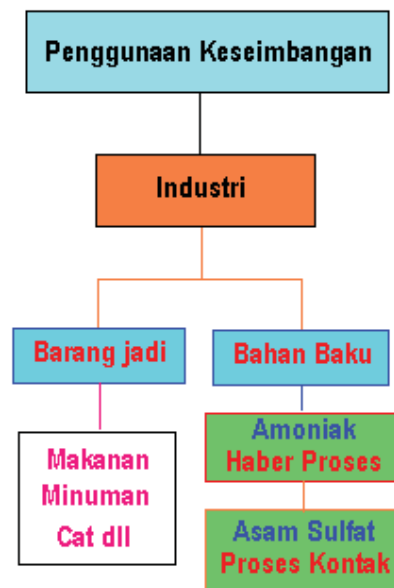 Penggunaan Keseimbangan
Industri
Barang jadi
Bahan Baku
Makanan
Minuman
Cat dll
Amoniak
Haber Proses
Asam Sulfat
Proses Kontak